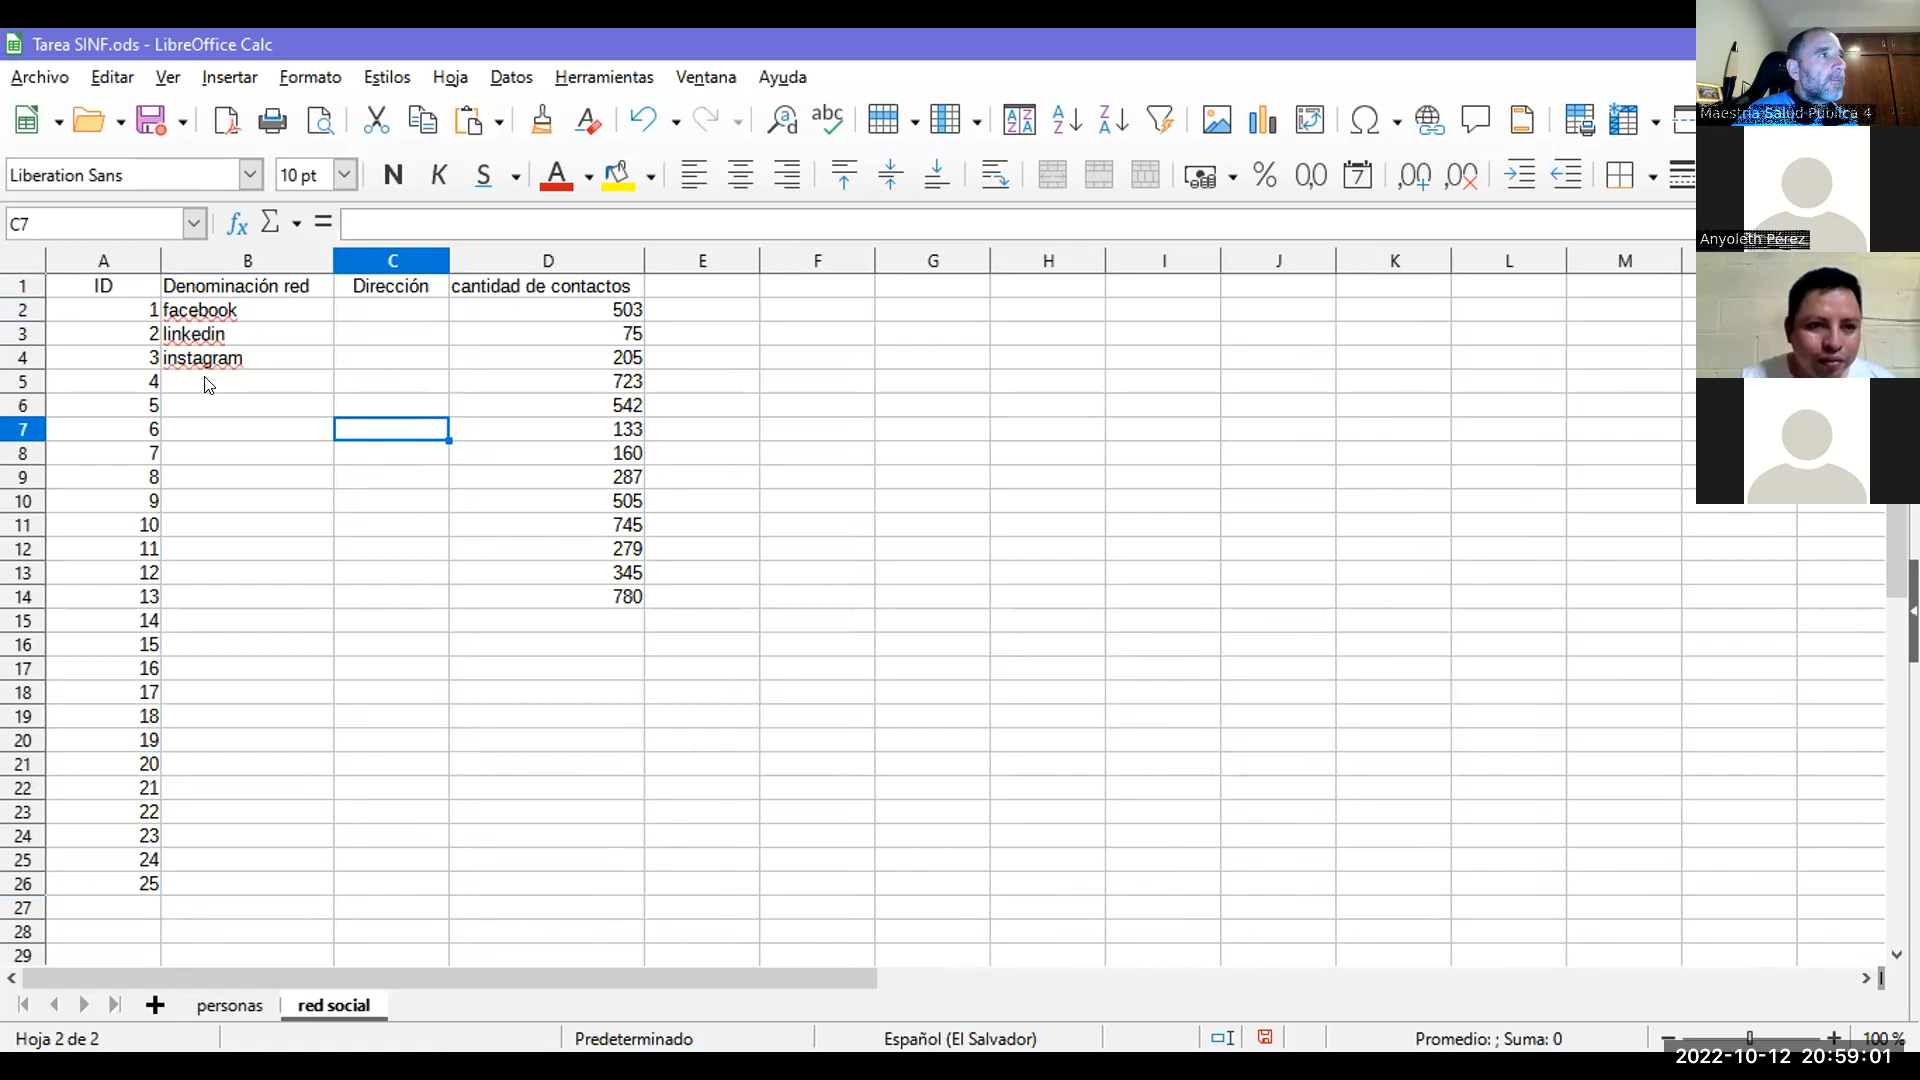 Tarea SINF.ods - LibreOffice Calc
Archivo Editar Ver Insertar Formato Estilos Hoja Datos Herramientas Ventana Ayuda
Liberation Sans 10 pt N K S
C7
A B C D E F G H I J K L M
1 ID Denominación red Dirección cantidad de contactos
2 1 facebook 503
3 2 linkedin 75
4 3 instagram 205
5 4 723
6 5 542
7 6 133
8 7 160
9 8 287
10 9 505
11 10 745
12 11 279
13 12 345
14 13 780
15 14
16 15
17 16
18 17
19 18
20 19
21 20
22 21
23 22
24 23
25 24
26 25
27
28
29
personas red social
Hoja 2 de 2 Predeterminado Español (El Salvador) Promedio: ; Suma: 0 100 %
Maestria Salud Publica 4
Anyoleth Pérez
2022-10-12 20:59:01